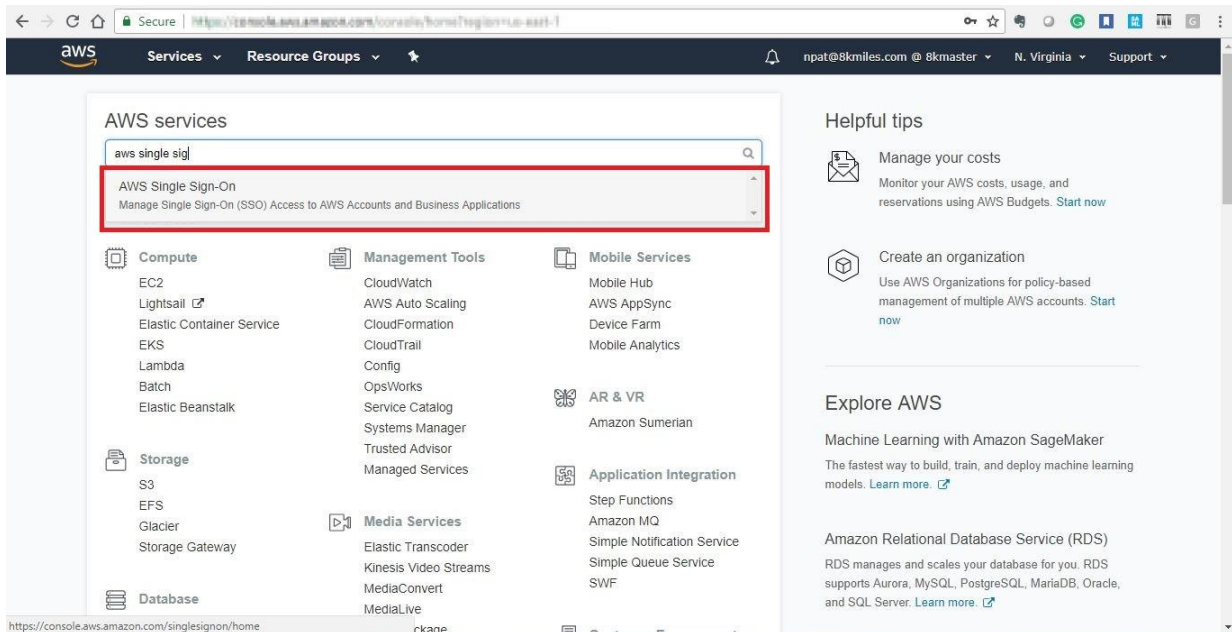 Secure
aws
Services
Resource Groups
npat@8kmiles.com @ 8kmaster
N. Virginia
Support
AWS services
aws single sig
AWS Single Sign-On
Manage Single Sign-On (SSO) Access to AWS Accounts and Business Applications
Compute
EC2
Lightsail
Elastic Container Service
EKS
Lambda
Batch
Elastic Beanstalk
Storage
S3
EFS
Glacier
Storage Gateway
Database
Management Tools
CloudWatch
AWS Auto Scaling
CloudFormation
CloudTrail
Config
OpsWorks
Service Catalog
Systems Manager
Trusted Advisor
Managed Services
Media Services
Elastic Transcoder
Kinesis Video Streams
MediaConvert
MediaLive
Mobile Services
Mobile Hub
AWS AppSync
Device Farm
Mobile Analytics
AR & VR
Amazon Sumerian
Application Integration
Step Functions
Amazon MQ
Simple Notification Service
Simple Queue Service
SWF
Helpful tips
Manage your costs
Monitor your AWS costs, usage, and
reservations using AWS Budgets. Start now
Create an organization
Use AWS Organizations for policy-based
management of multiple AWS accounts. Start
now
Explore AWS
Machine Learning with Amazon SageMaker
The fastest way to build, train, and deploy machine learning
models. Learn more.
Amazon Relational Database Service (RDS)
RDS manages and scales your database for you. RDS
supports Aurora, MySQL, PostgreSQL, MariaDB, Oracle,
and SQL Server. Learn more.
https://console.aws.amazon.com/singlesignon/home